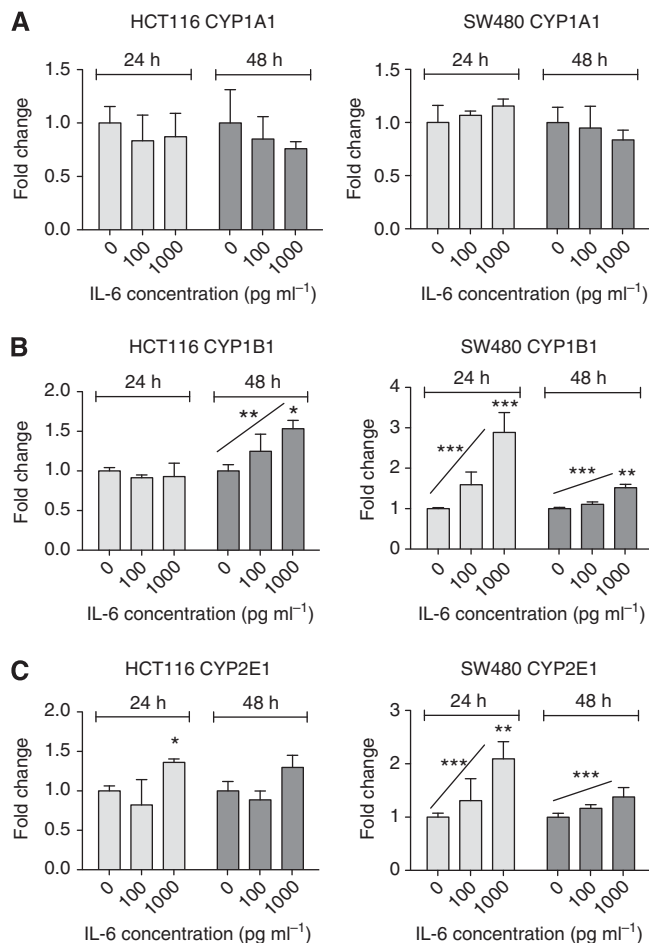 A
HCT116 CYP1A1
24 h
48 h
Fold change
1.5
1.0
0.5
0.0
0
100
1000
0
100
1000
IL-6 concentration (pg ml⁻¹)
SW480 CYP1A1
24 h
48 h
Fold change
1.5
1.0
0.5
0.0
0
100
1000
0
100
1000
IL-6 concentration (pg ml⁻¹)
B
HCT116 CYP1B1
24 h
48 h
Fold change
2.0
1.5
1.0
0.5
0.0
**
*
0
100
1000
0
100
1000
IL-6 concentration (pg ml⁻¹)
SW480 CYP1B1
24 h
48 h
Fold change
4
3
2
1
0
***
***
***
**
0
100
1000
0
100
1000
IL-6 concentration (pg ml⁻¹)
C
HCT116 CYP2E1
24 h
48 h
Fold change
2.0
1.5
1.0
0.5
0.0
*
0
100
1000
0
100
1000
IL-6 concentration (pg ml⁻¹)
SW480 CYP2E1
24 h
48 h
Fold change
3
2
1
0
***
**
***
0
100
1000
0
100
1000
IL-6 concentration (pg ml⁻¹)